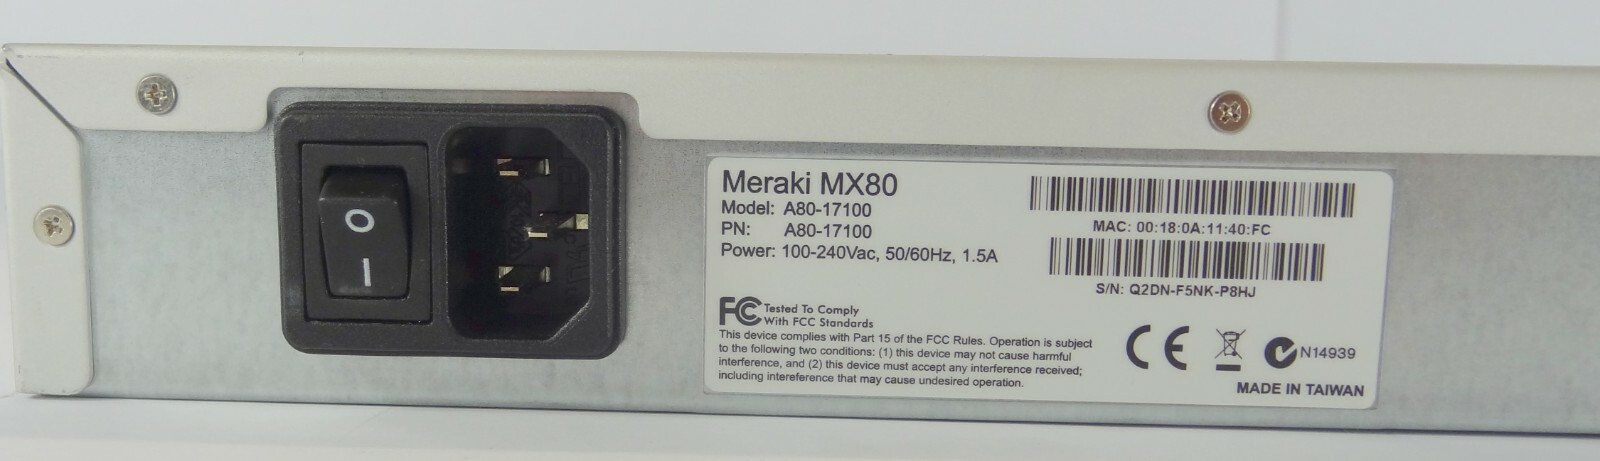 O
I
Meraki MX80
Model: A80-17100
PN: A80-17100
Power: 100-240Vac, 50/60Hz, 1.5A
MAC: 00:18:0A:11:40:FC
S/N: Q2DN-F5NK-P8HJ
FC Tested To Comply
With FCC Standards
This device complies with Part 15 of the FCC Rules. Operation is subject
to the following two conditions: (1) this device may not cause harmful
interference, and (2) this device must accept any interference received;
including intereference that may cause undesired operation.
CE
N14939
MADE IN TAIWAN